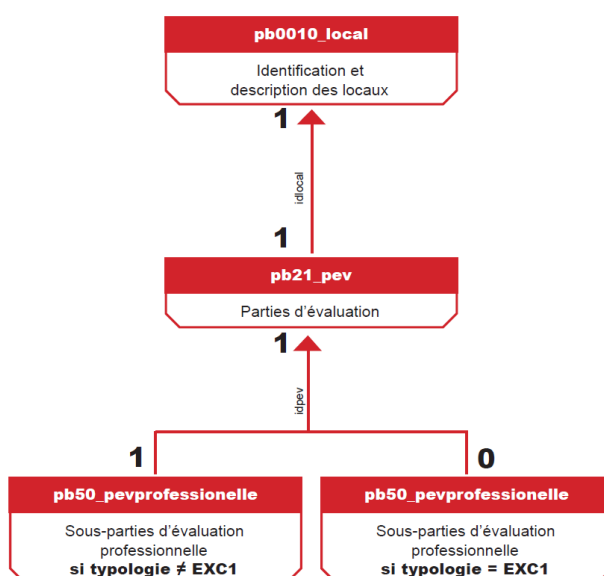 pb0010_local
Identification et
description des locaux
1
idlocal
1
pb21_pev
Parties d'évaluation
1
idpev
1
0
pb50_pevprofessionelle
Sous-parties d'évaluation
professionnelle
si typologie ≠ EXC1
pb50_pevprofessionelle
Sous-parties d'évaluation
professionnelle
si typologie = EXC1